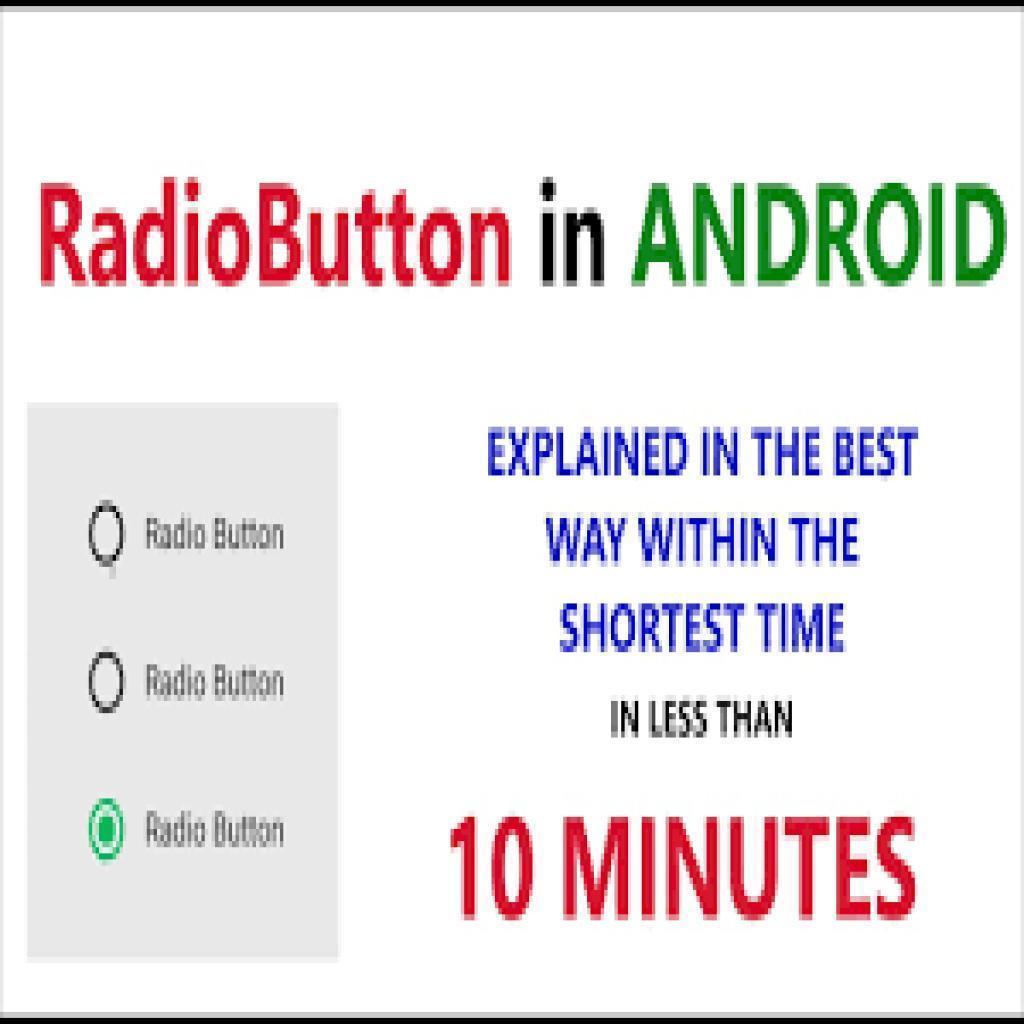 RadioButton in ANDROID
Radio Button
Radio Button
Radio Button
EXPLAINED IN THE BEST
WAY WITHIN THE
SHORTEST TIME
IN LESS THAN
10 MINUTES